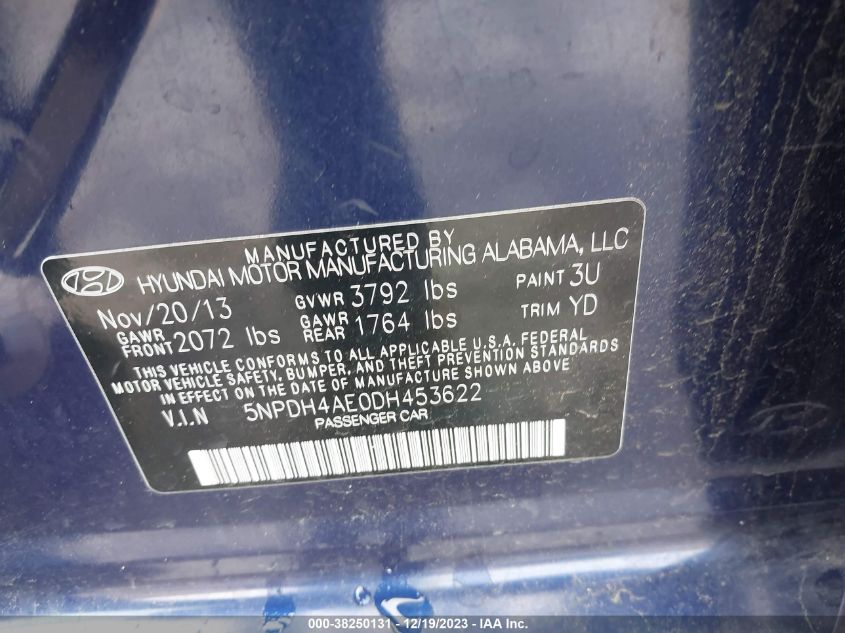 MANUFACTURED BY
HYUNDAI MOTOR MANUFACTURING ALABAMA, LLC
Nov/20/13 GVWR 3792 lbs PAINT 3U
GAWR FRONT 2072 lbs GAWR REAR 1764 lbs TRIM YD
THIS VEHICLE CONFORMS TO ALL APPLICABLE U.S.A. FEDERAL
MOTOR VEHICLE SAFETY, BUMPER, AND THEFT PREVENTION STANDARDS
IN EFFECT ON THE DATE OF MANUFACTURE SHOWN ABOVE
V.I.N 5NPDH4AE0DH453622
PASSENGER CAR
000-38250131 - 12/19/2023 - IAA Inc.